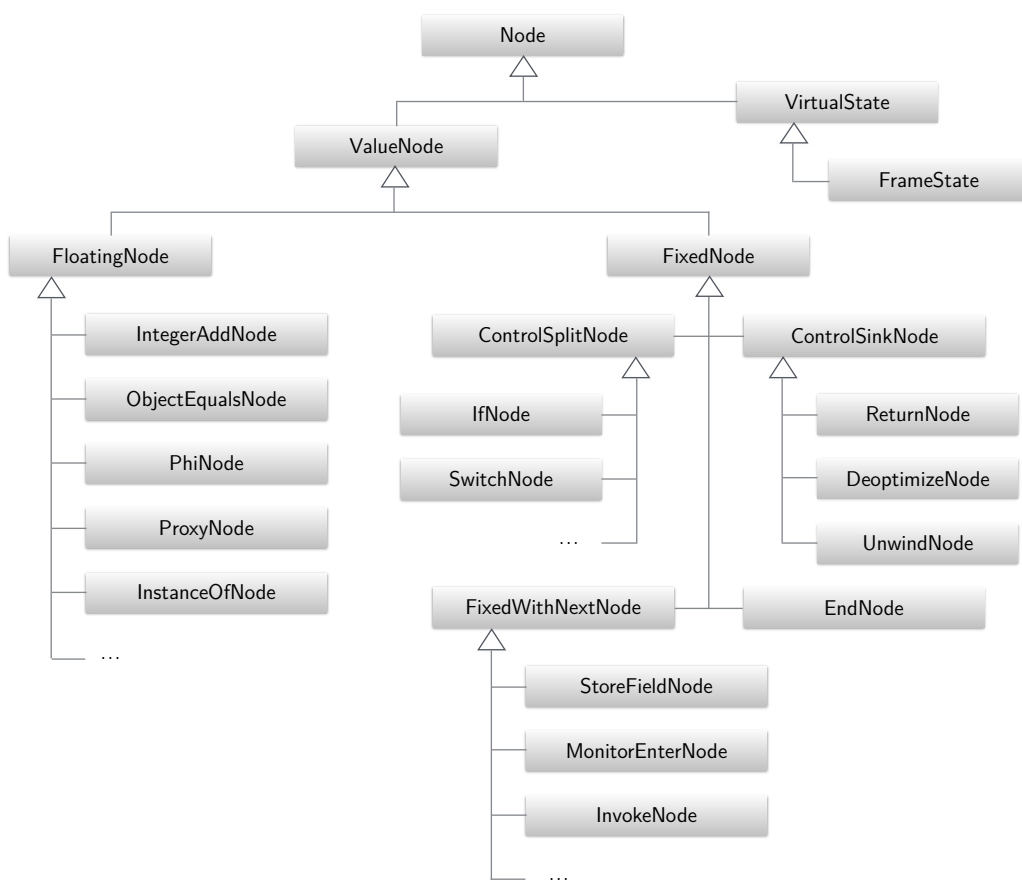 Node
VirtualState
ValueNode
FrameState
FloatingNode
FixedNode
IntegerAddNode
ControlSplitNode
ControlSinkNode
ObjectEqualsNode
IfNode
ReturnNode
PhiNode
SwitchNode
DeoptimizeNode
ProxyNode
...
UnwindNode
InstanceOfNode
FixedWithNextNode
EndNode
...
StoreFieldNode
MonitorEnterNode
InvokeNode
...